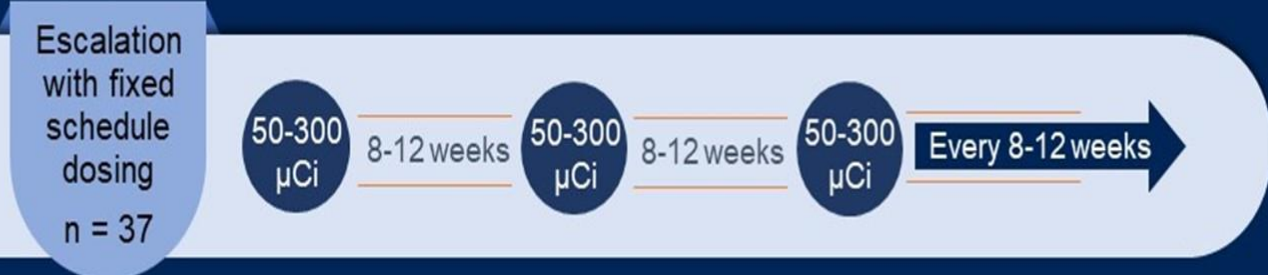 Escalation
with fixed
schedule
dosing
n = 37
50-300
µCi
8-12 weeks
50-300
µCi
8-12 weeks
50-300
µCi
Every 8-12 weeks